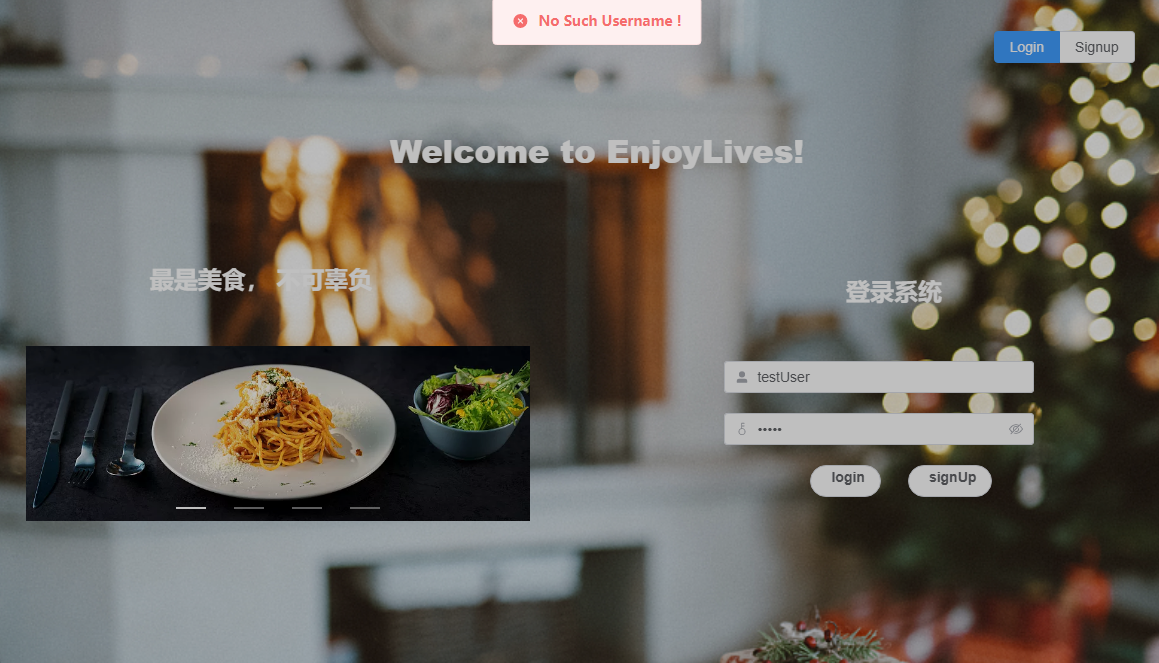 No Such Username !
Login
Signup
Welcome to EnjoyLives!
最是美食， 不可辜负
登录系统
testUser
•••••
login
signUp